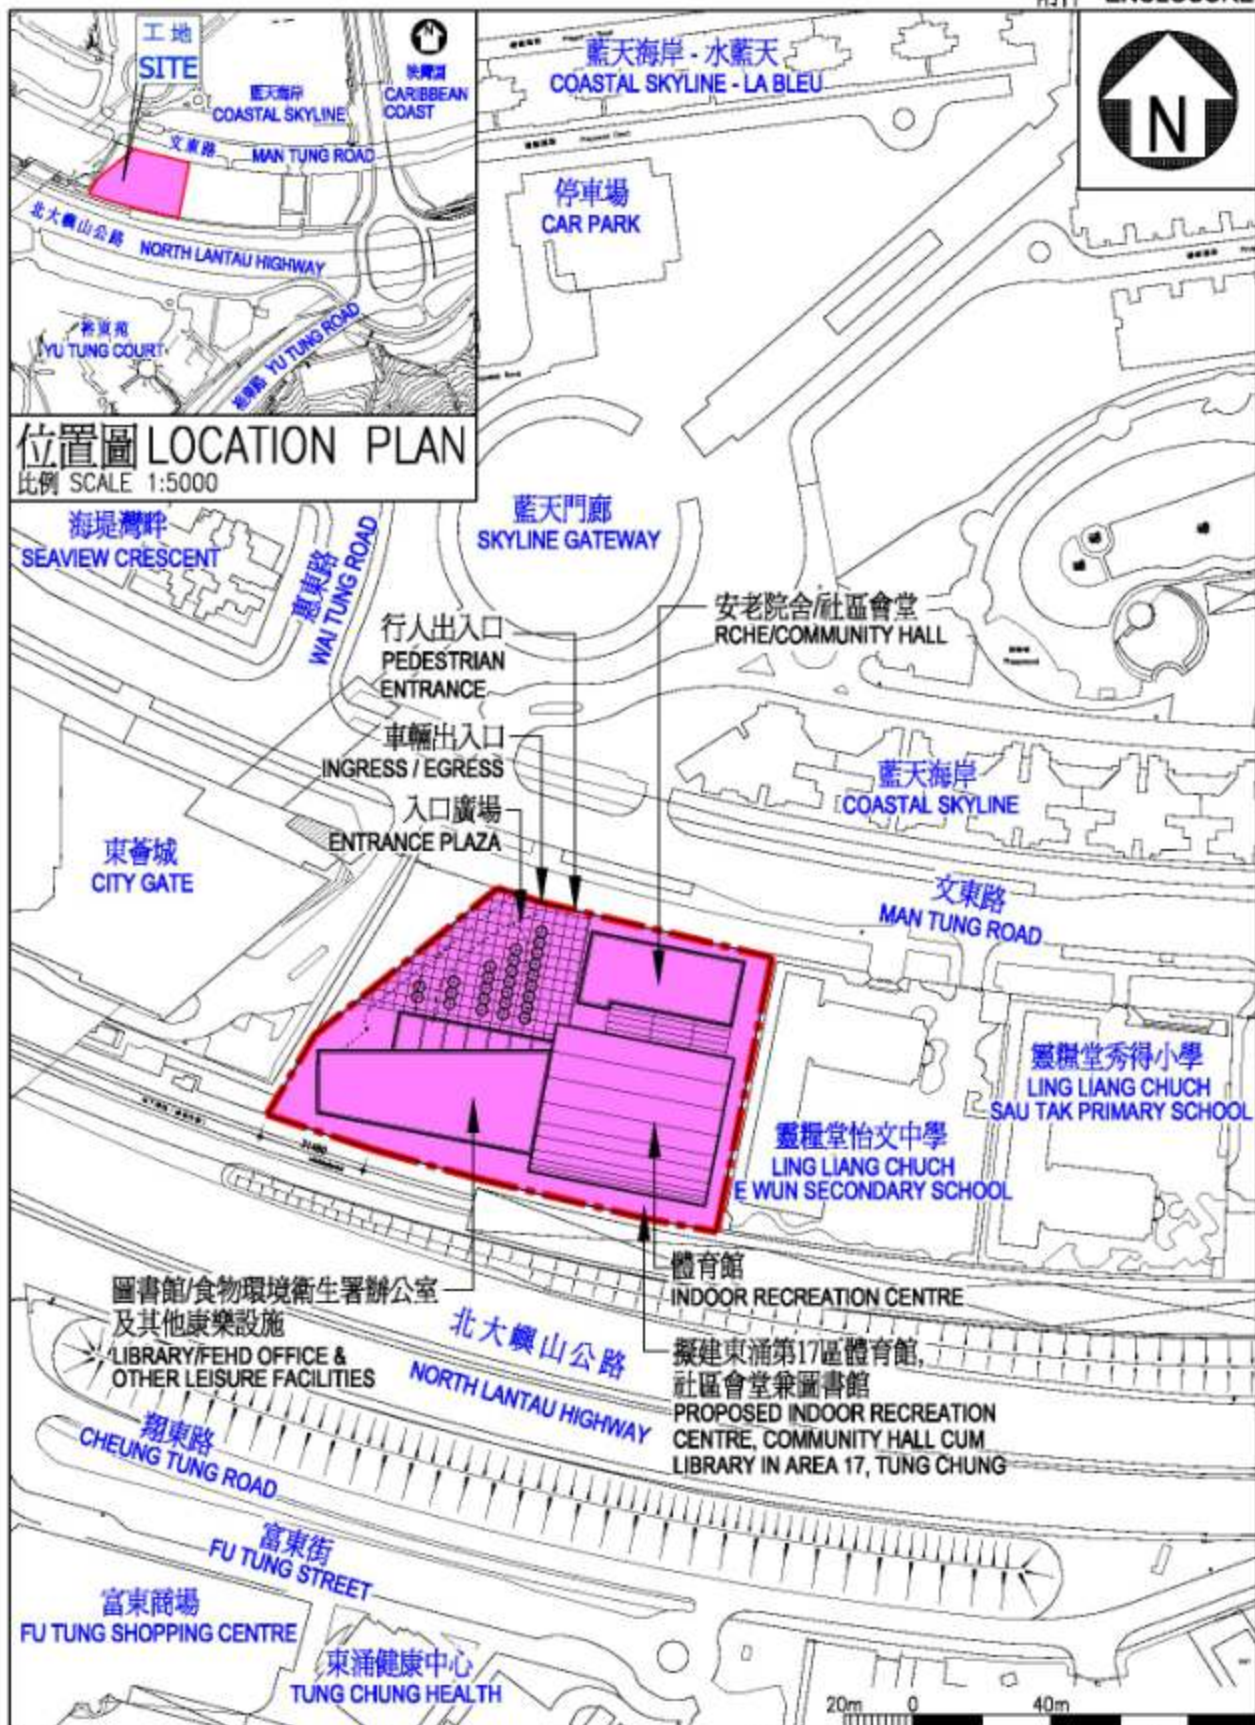 工地
SITE
N
映灣園
CARIBBEAN
COAST
藍天海岸
COASTAL SKYLINE
文東路
MAN TUNG ROAD
北大嶼山公路 NORTH LANTAU HIGHWAY
裕東苑
YU TUNG COURT
裕東路 YU TUNG ROAD
位置圖 LOCATION PLAN
比例 SCALE 1:5000
藍天海岸 - 水藍天
COASTAL SKYLINE - LA BLEU
N
停車場
CAR PARK
海堤灣畔
SEAVIEW CRESCENT
惠東路
WAI TUNG ROAD
藍天門廊
SKYLINE GATEWAY
行人出入口
PEDESTRIAN
ENTRANCE
安老院舍/社區會堂
RCHE/COMMUNITY HALL
車輛出入口
INGRESS / EGRESS
入口廣場
ENTRANCE PLAZA
藍天海岸
COASTAL SKYLINE
東薈城
CITY GATE
文東路
MAN TUNG ROAD
靈糧堂秀得小學
LING LIANG CHUCH
SAU TAK PRIMARY SCHOOL
靈糧堂怡文中學
LING LIANG CHUCH
E WUN SECONDARY SCHOOL
體育館
INDOOR RECREATION CENTRE
圖書館/食物環境衛生署辦公室
及其他康樂設施
LIBRARY/FEHD OFFICE &
OTHER LEISURE FACILITIES
北大嶼山公路
NORTH LANTAU HIGHWAY
擬建東涌第17區體育館,
社區會堂兼圖書館
PROPOSED INDOOR RECREATION
CENTRE, COMMUNITY HALL CUM
LIBRARY IN AREA 17, TUNG CHUNG
翔東路
CHEUNG TUNG ROAD
富東街
FU TUNG STREET
富東商場
FU TUNG SHOPPING CENTRE
東涌健康中心
TUNG CHUNG HEALTH
20m 0 40m